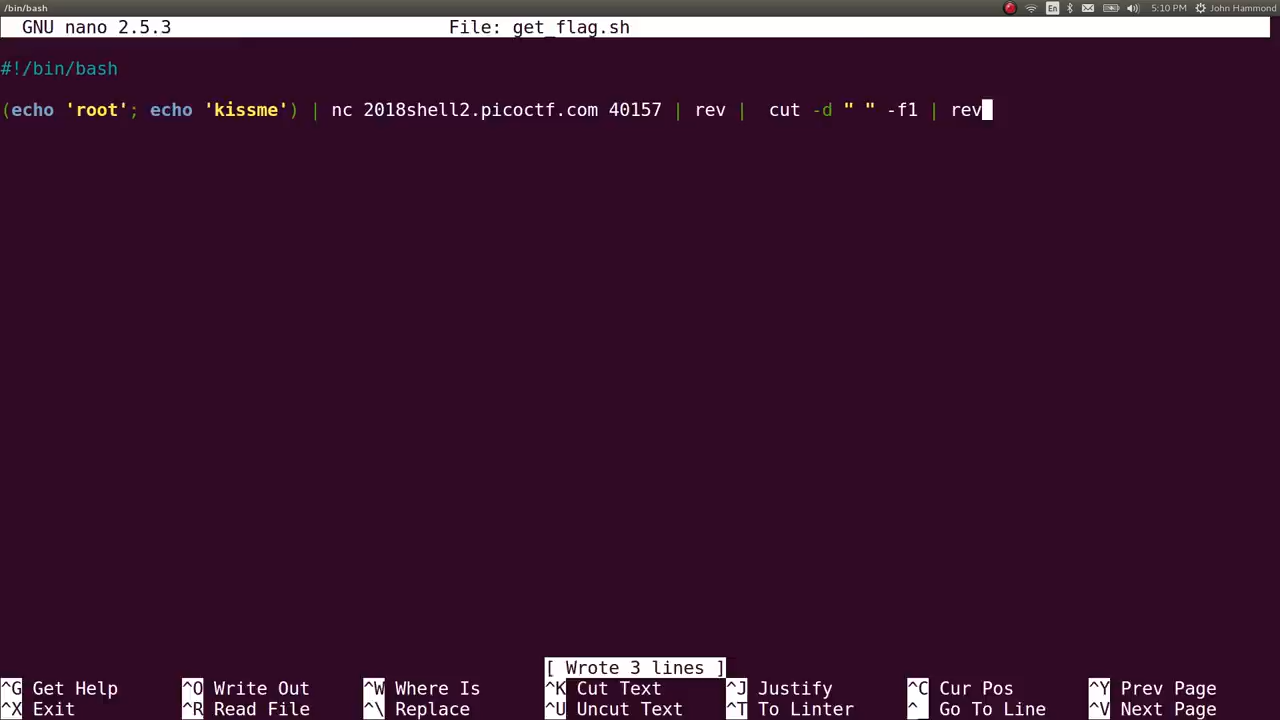 /bin/bash
En
5:10 PM
John Hammond
GNU nano 2.5.3 File: get_flag.sh
#!/bin/bash
(echo 'root'; echo 'kissme') | nc 2018shell2.picoctf.com 40157 | rev |  cut -d " " -f1 | rev
[ Wrote 3 lines ]
^G Get Help ^O Write Out ^W Where Is ^K Cut Text ^J Justify ^C Cur Pos ^Y Prev Page
^X Exit ^R Read File ^\ Replace ^U Uncut Text ^T To Linter ^_ Go To Line ^V Next Page